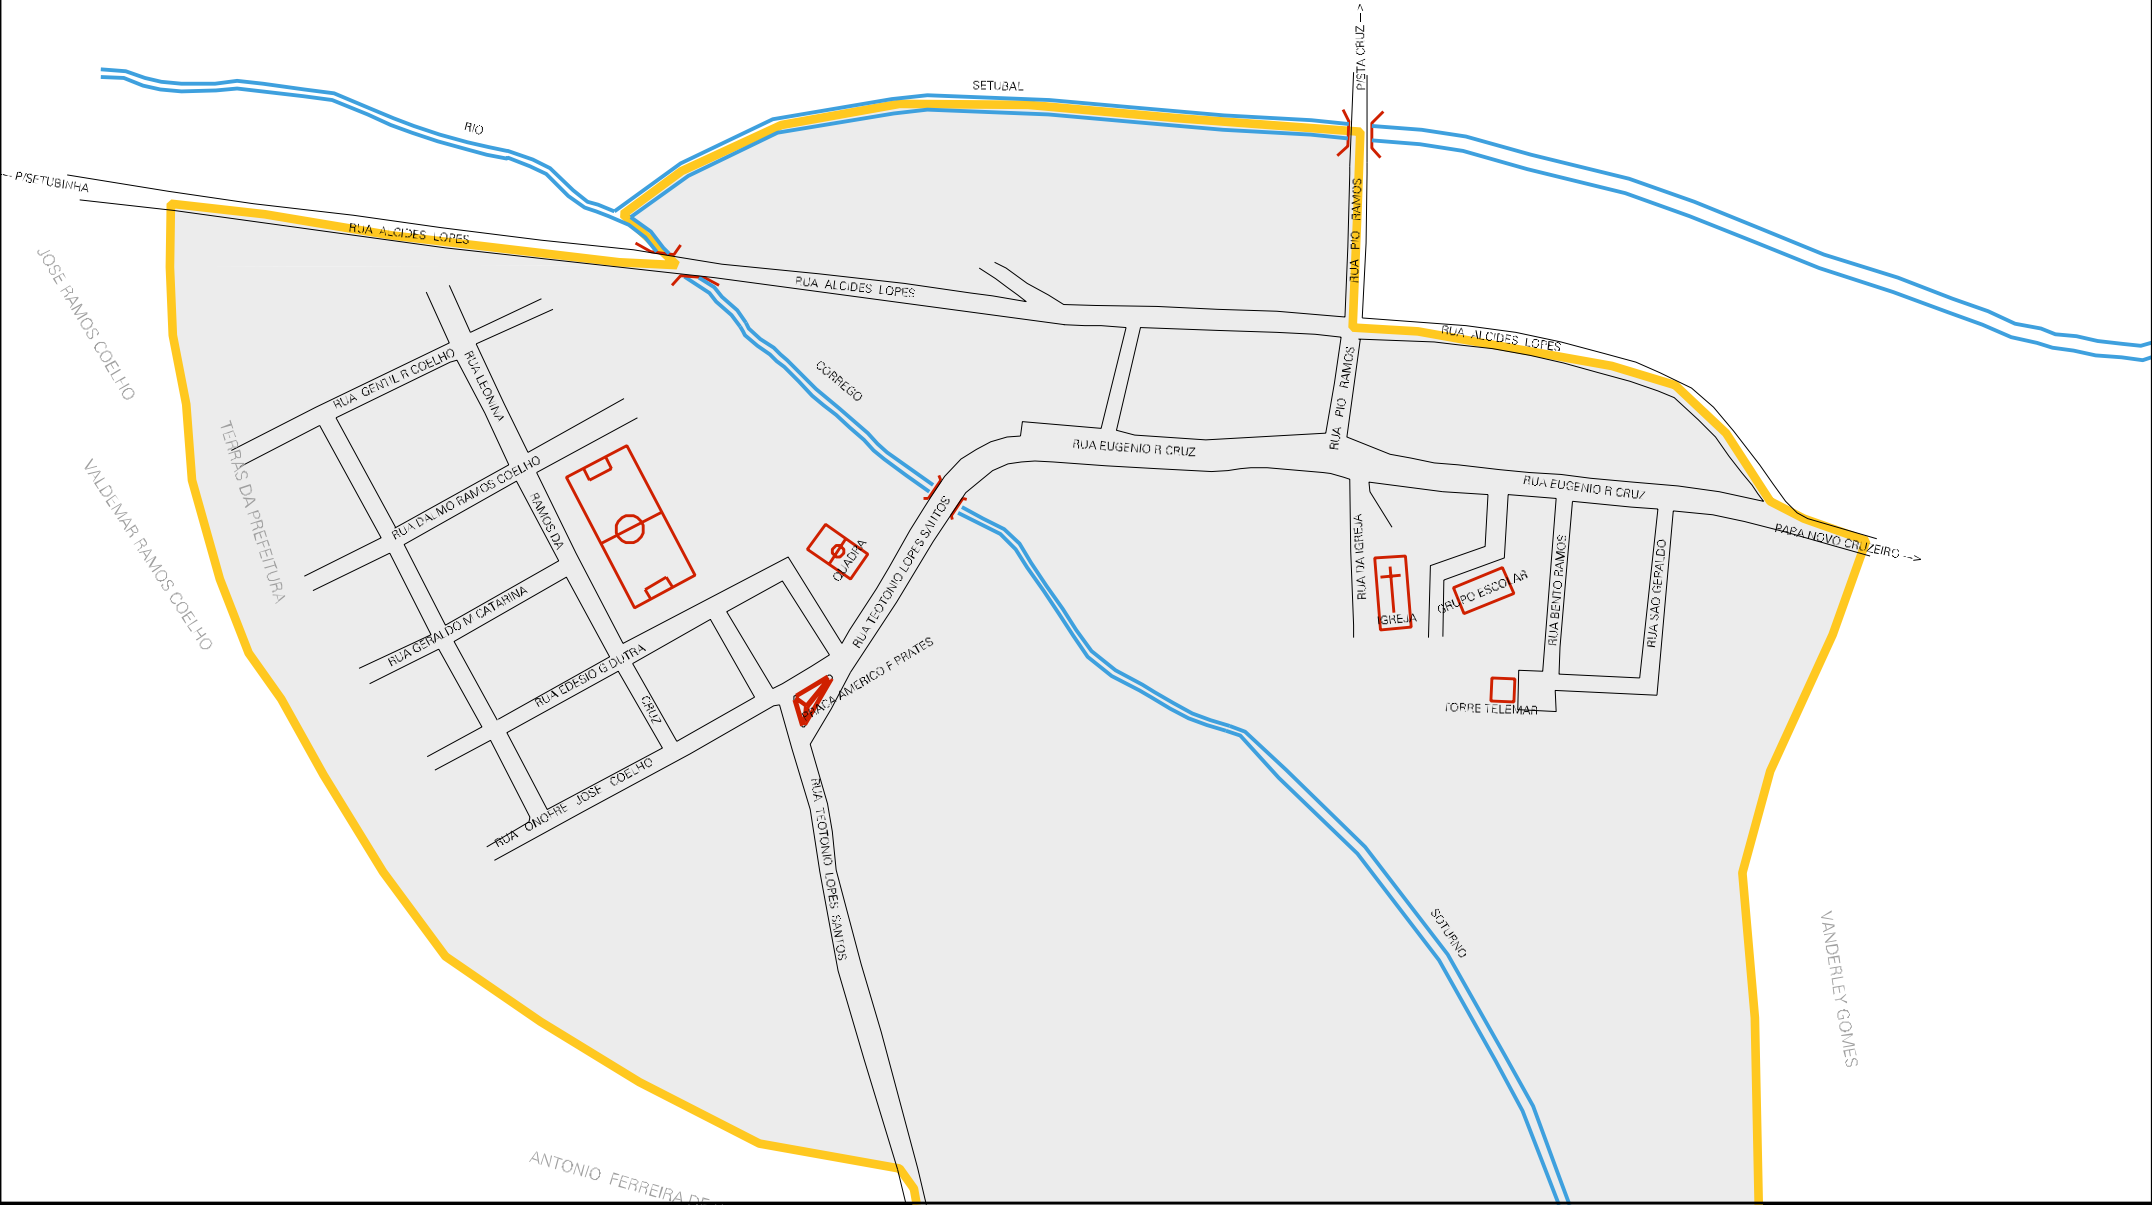 P/STA CRUZ -->
SETUBAL
RIO
P/SETUBINHA
RUA PIO RAMOS
RUA ALCIDES LOPES
RUA ALCIDES LOPES
RUA ALCIDES LOPES
JOSE RAMOS COELHO
CORREGO
RUA GENTIL R COELHO
RUA LEONINA
RUA PIO RAMOS
RUA EUGENIO R CRUZ
RUA EUGENIO R CRUZ
TERRAS DA PREFEITURA
VALDEMAR RAMOS COELHO
RUA DALMO RAMOS COELHO
RAMOS DA
QUADRA
RUA TEOTONIO LOPES SANTOS
RUA DA IGREJA
RUA BENTO RAMOS
RUA SAO GERALDO
PARA NOVO CRUZEIRO -->
GRUPO ESCOLAR
IGREJA
RUA GERALDO M CATARINA
RUA EDESIO G DUTRA
CRUZ
PRACA AMERICO F PRATES
TORRE TELEMAR
RUA ONOFRE JOSE COELHO
RUA TEOTONIO LOPES SANTOS
SOTURNO
VANDERLEY GOMES
ANTONIO FERREIRA DE